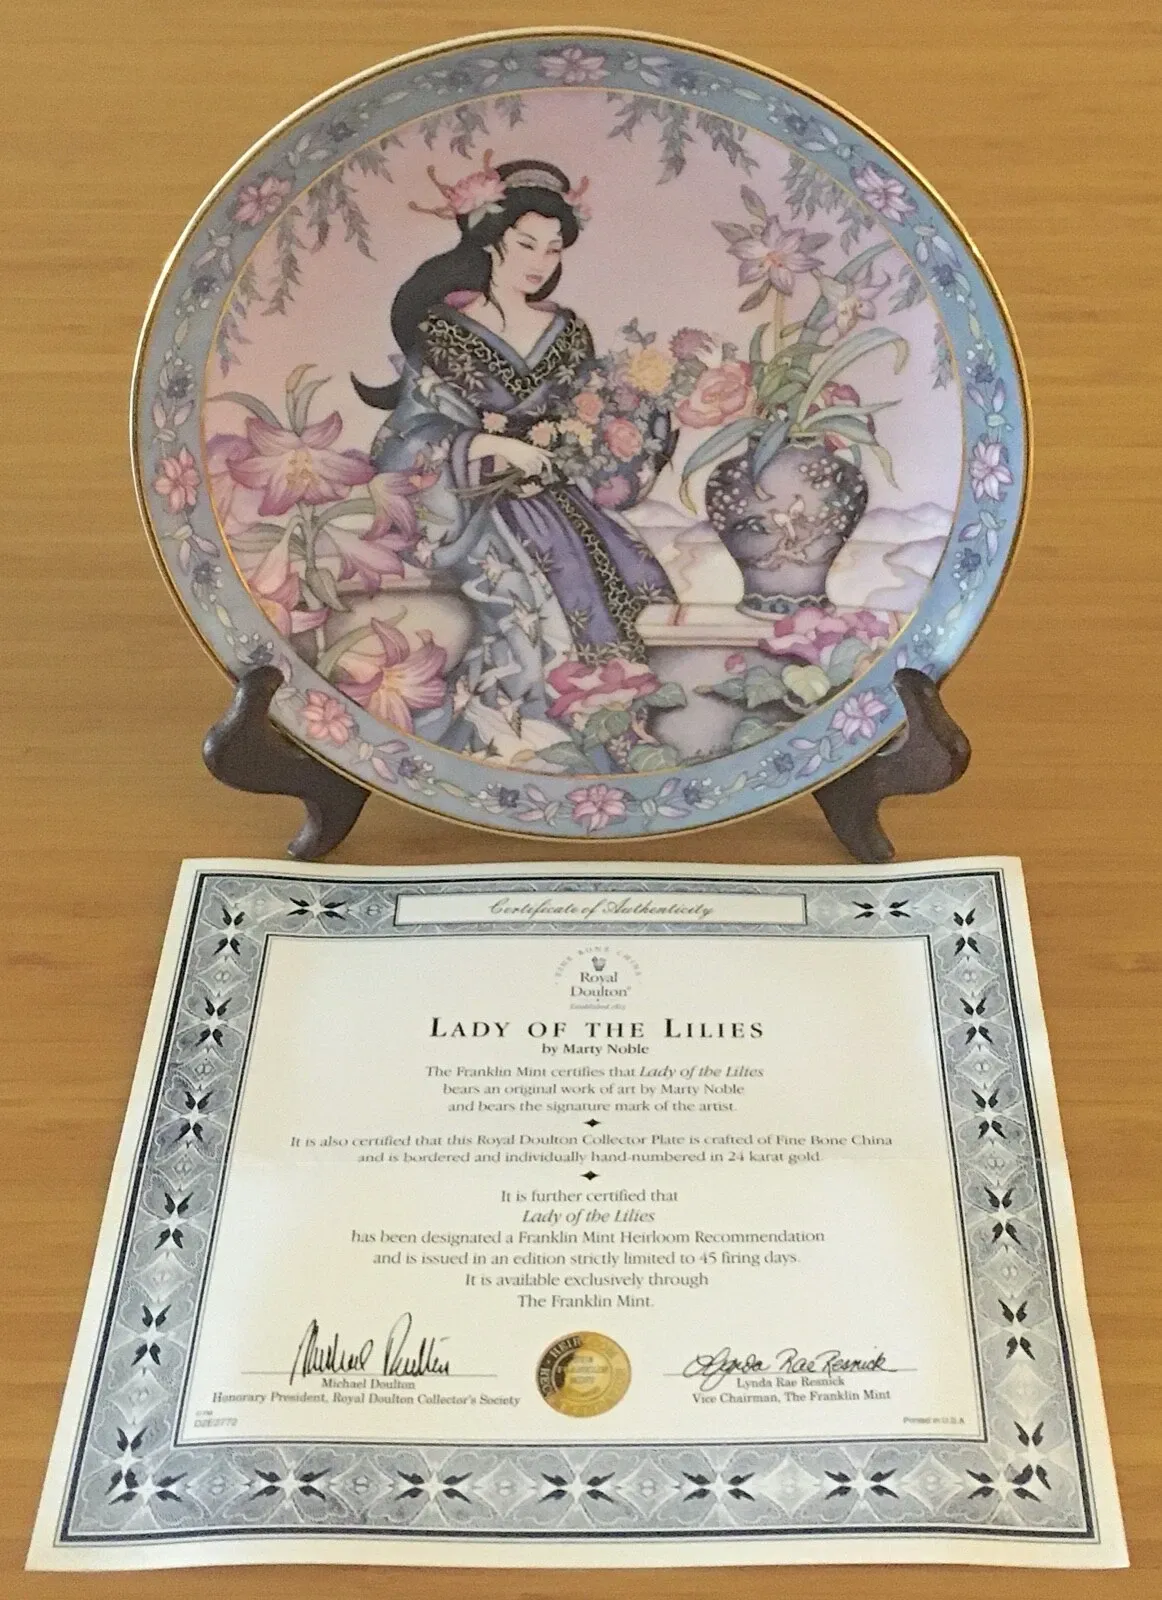 Certificate of Authenticity
FINE BONE CHINA
Royal
Doulton®
LADY OF THE LILIES
by Marty Noble
The Franklin Mint certifies that Lady of the Lilies
bears an original work of art by Marty Noble
and bears the signature mark of the artist.
It is also certified that this Royal Doulton Collector Plate is crafted of Fine Bone China
and is bordered and individually hand-numbered in 24 karat gold.
It is further certified that
Lady of the Lilies
has been designated a Franklin Mint Heirloom Recommendation
and is issued in an edition strictly limited to 45 firing days.
It is available exclusively through
The Franklin Mint.
Michael Doulton
Lynda Rae Resnick
Michael Doulton
Honorary President, Royal Doulton Collector's Society
Lynda Rae Resnick
Vice Chairman, The Franklin Mint
Printed in U.S.A.